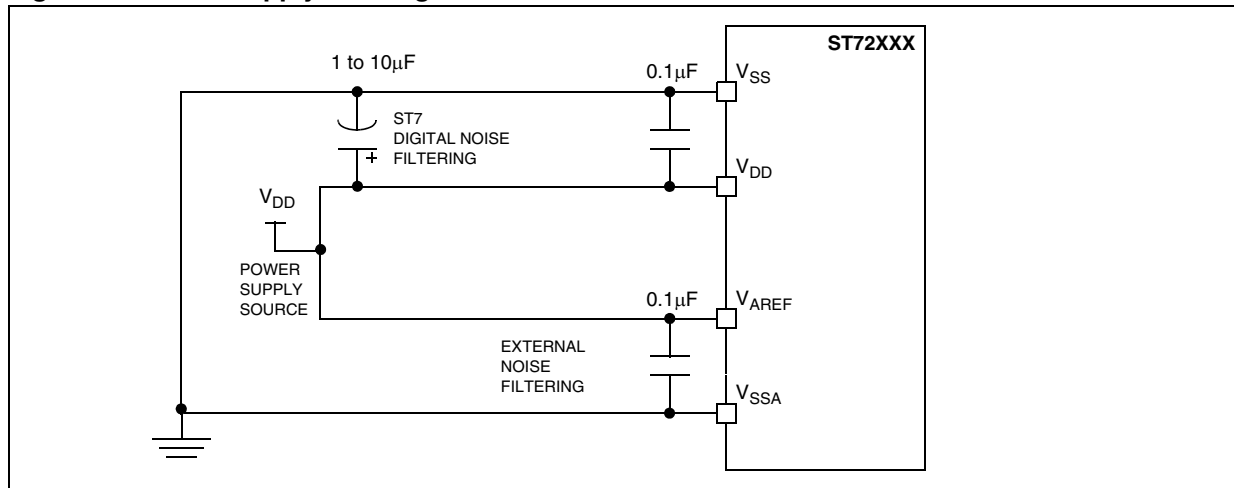 ST72XXX
1 to 10μF
0.1μF
VSS
ST7
DIGITAL NOISE
FILTERING
+
VDD
VDD
POWER
SUPPLY
SOURCE
0.1μF
VAREF
EXTERNAL
NOISE
FILTERING
VSSA